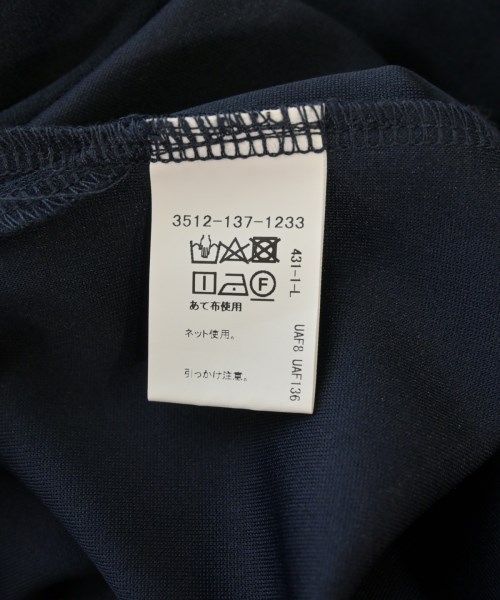 3512-137-1233
F
あて布使用
ネット使用。
引っかけ注意。
431-1-L
UAF8 UAF136